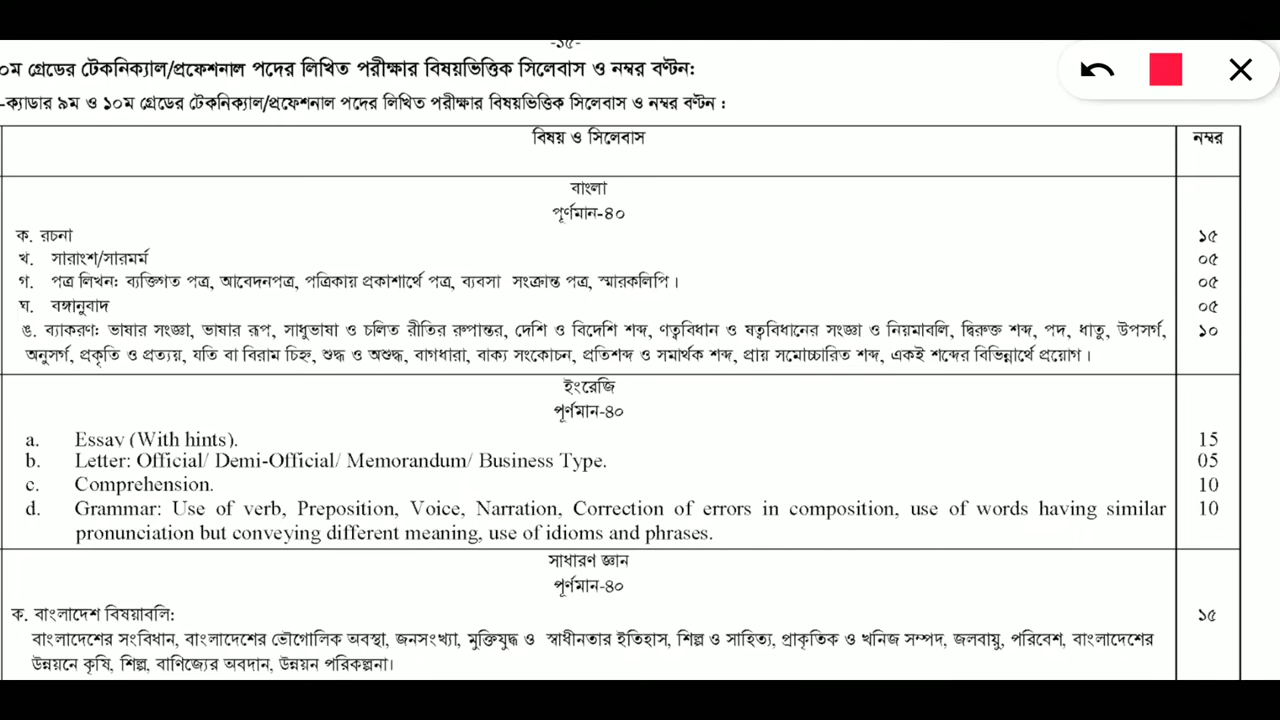 -১৫-
০ম গ্রেডের টেকনিক্যাল/প্রফেশনাল পদের লিখিত পরীক্ষার বিষয়ভিত্তিক সিলেবাস ও নম্বর বণ্টন:
-ক্যাডার ৯ম ও ১০ম গ্রেডের টেকনিক্যাল/প্রফেশনাল পদের লিখিত পরীক্ষার বিষয়ভিত্তিক সিলেবাস ও নম্বর বণ্টন :
বিষয় ও সিলেবাস নম্বর
বাংলা
পূর্ণমান-৪০
ক. রচনা ১৫
খ. সারাংশ/সারমর্ম ০৫
গ. পত্র লিখন: ব্যক্তিগত পত্র, আবেদনপত্র, পত্রিকায় প্রকাশার্থে পত্র, ব্যবসা সংক্রান্ত পত্র, স্মারকলিপি। ০৫
ঘ. বঙ্গানুবাদ ০৫
ঙ. ব্যাকরণ: ভাষার সংজ্ঞা, ভাষার রূপ, সাধুভাষা ও চলিত রীতির রুপান্তর, দেশি ও বিদেশি শব্দ, ণত্ববিধান ও ষত্ববিধানের সংজ্ঞা ও নিয়মাবলি, দ্বিরুক্ত শব্দ, পদ, ধাতু, উপসর্গ, ১০
অনুসর্গ, প্রকৃতি ও প্রত্যয়, যতি বা বিরাম চিহ্ন, শুদ্ধ ও অশুদ্ধ, বাগধারা, বাক্য সংকোচন, প্রতিশব্দ ও সমার্থক শব্দ, প্রায় সমোচ্চারিত শব্দ, একই শব্দের বিভিন্নার্থে প্রয়োগ।
ইংরেজি
পূর্ণমান-৪০
a. Essay (With hints). 15
b. Letter: Official/ Demi-Official/ Memorandum/ Business Type. 05
c. Comprehension. 10
d. Grammar: Use of verb, Preposition, Voice, Narration, Correction of errors in composition, use of words having similar 10
pronunciation but conveying different meaning, use of idioms and phrases.
সাধারণ জ্ঞান
পূর্ণমান-৪০
ক. বাংলাদেশ বিষয়াবলি: ১৫
বাংলাদেশের সংবিধান, বাংলাদেশের ভৌগোলিক অবস্থা, জনসংখ্যা, মুক্তিযুদ্ধ ও স্বাধীনতার ইতিহাস, শিল্প ও সাহিত্য, প্রাকৃতিক ও খনিজ সম্পদ, জলবায়ু, পরিবেশ, বাংলাদেশের
উন্নয়নে কৃষি, শিল্প, বাণিজ্যের অবদান, উন্নয়ন পরিকল্পনা।